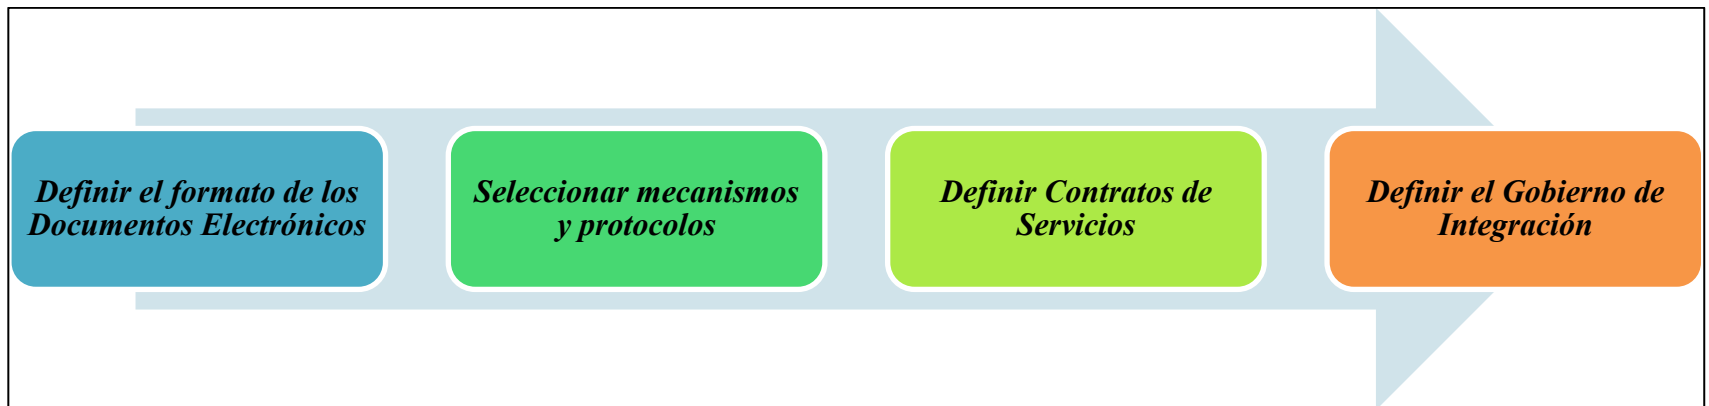 Definir el formato de los
Documentos Electrónicos
Seleccionar mecanismos
y protocolos
Definir Contratos de
Servicios
Definir el Gobierno de
Integración